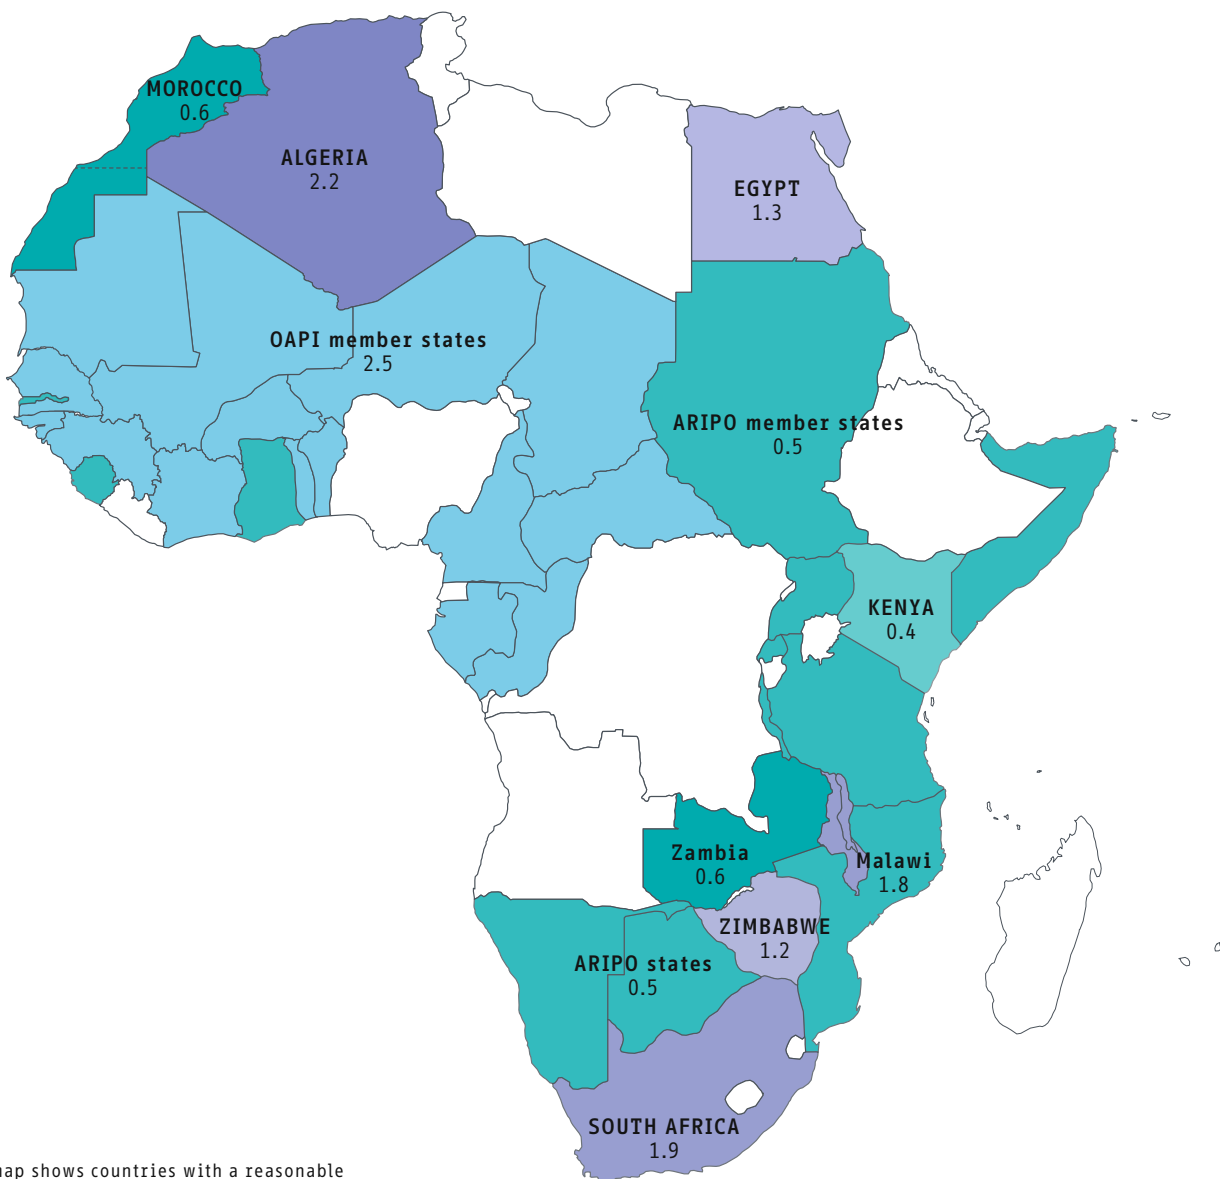 MOROCCO
0.6
ALGERIA
2.2
EGYPT
1.3
OAPI member states
2.5
ARIPO member states
0.5
KENYA
0.4
Zambia
0.6
Malawi
1.8
ZIMBABWE
1.2
ARIPO states
0.5
SOUTH AFRICA
1.9
shows countries with a reasonable